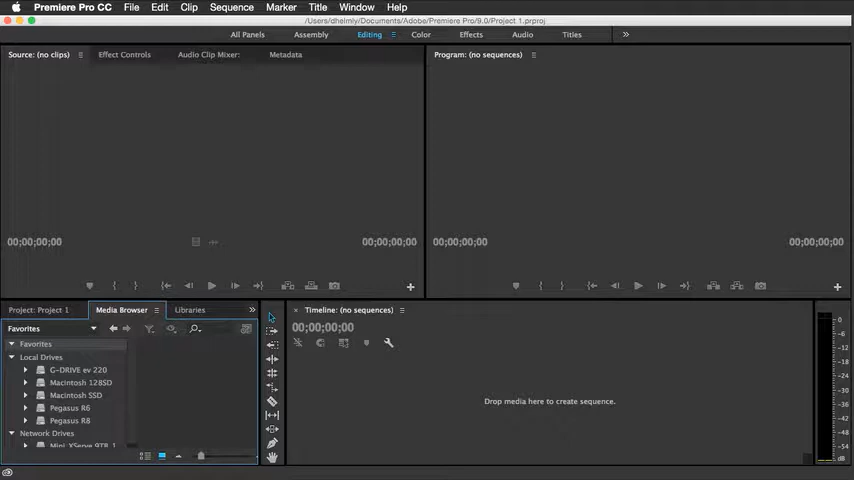 Premiere Pro CC File Edit Clip Sequence Marker Title Window Help
/Users/dhelmly/Documents/Adobe/Premiere Pro/9.0/Project 1.prproj
All Panels Assembly Editing Color Effects Audio Titles
Source: (no clips) Effect Controls Audio Clip Mixer: Metadata
Program: (no sequences)
00;00;00;00 00;00;00;00
00;00;00;00 00;00;00;00
Project: Project 1 Media Browser Libraries
Favorites
Favorites
Local Drives
G-DRIVE ev 220
Macintosh 128SD
Macintosh SSD
Pegasus R6
Pegasus R8
Network Drives
Timeline: (no sequences)
00;00;00;00
Drop media here to create sequence.
0
-6
-12
-18
-24
-30
-36
-42
-48
-54
dB